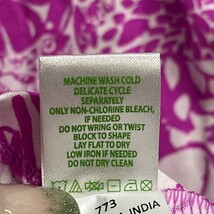 MACHINE WASH COLD
DELICATE CYCLE
SEPARATELY
ONLY NON-CHLORINE BLEACH,
IF NEEDED
DO NOT WRING OR TWIST
BLOCK TO SHAPE
LAY FLAT TO DRY
LOW IRON IF NEEDED
DO NOT DRY CLEAN
773
INDIA